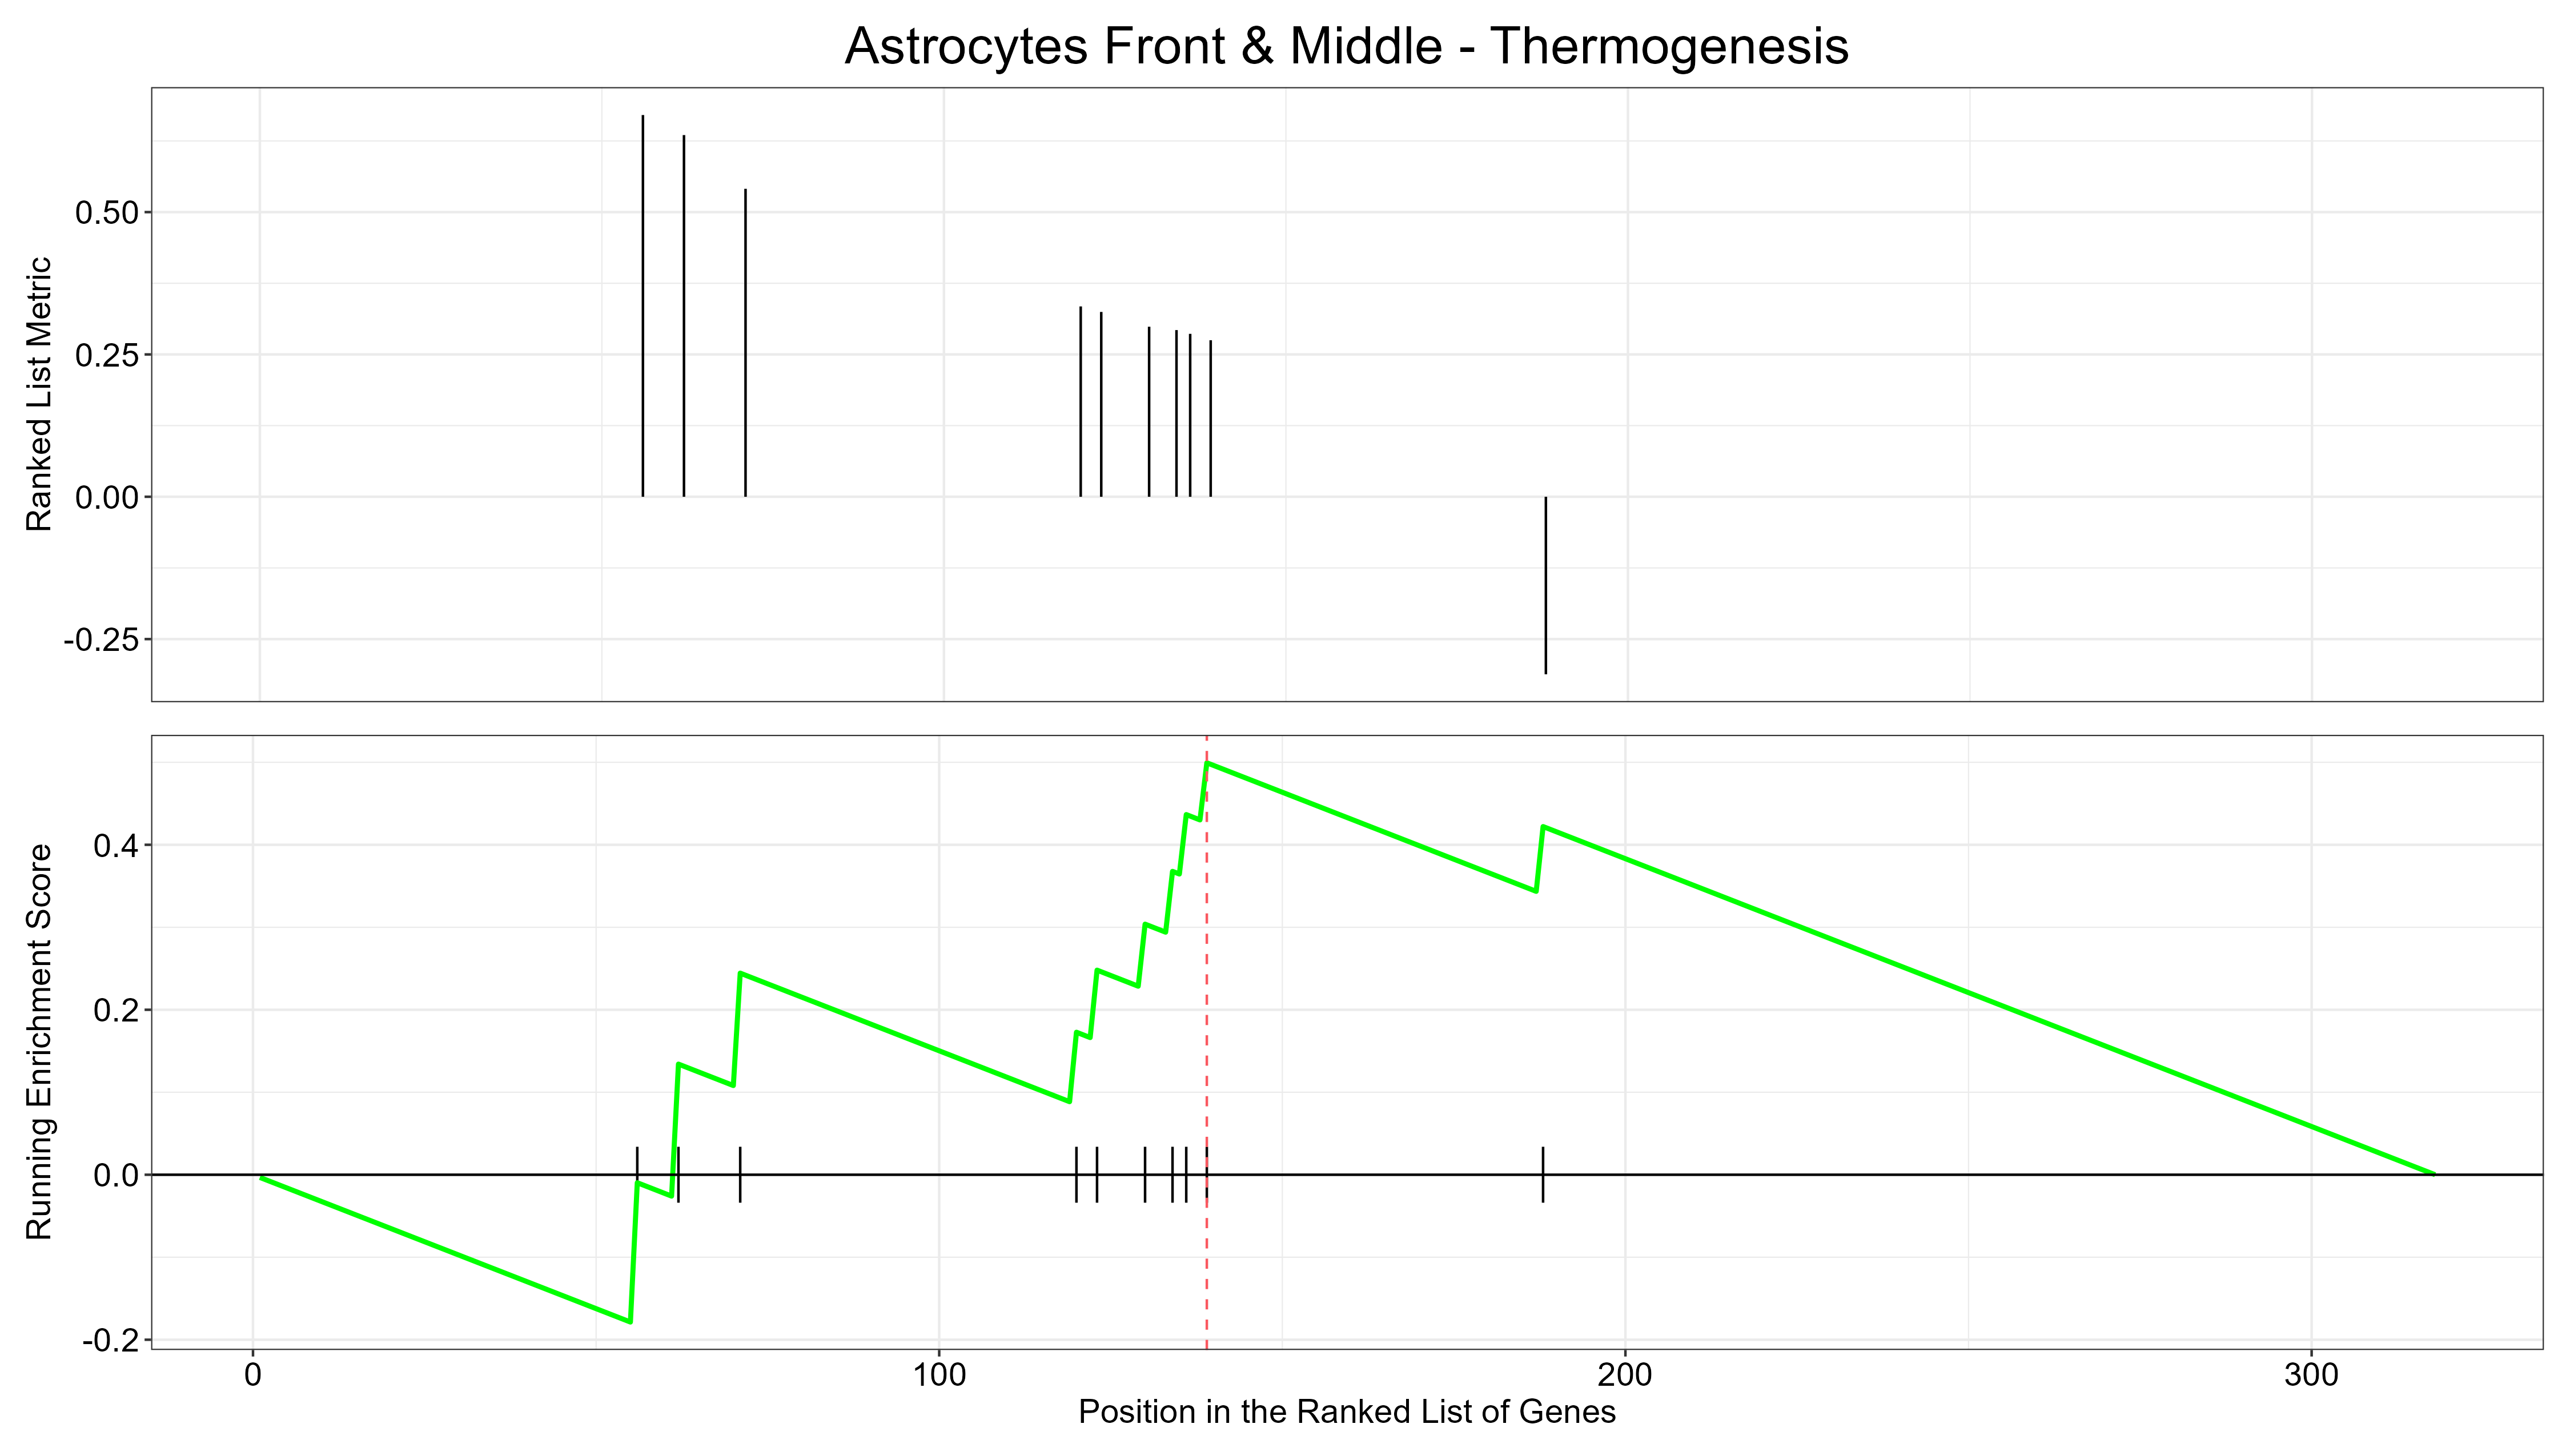 Astrocytes Front & Middle - Thermogenesis
Ranked List Metric
0.50
0.25
0.00
-0.25
Running Enrichment Score
0.4
0.2
0.0
-0.2
0 100 200 300
Position in the Ranked List of Genes